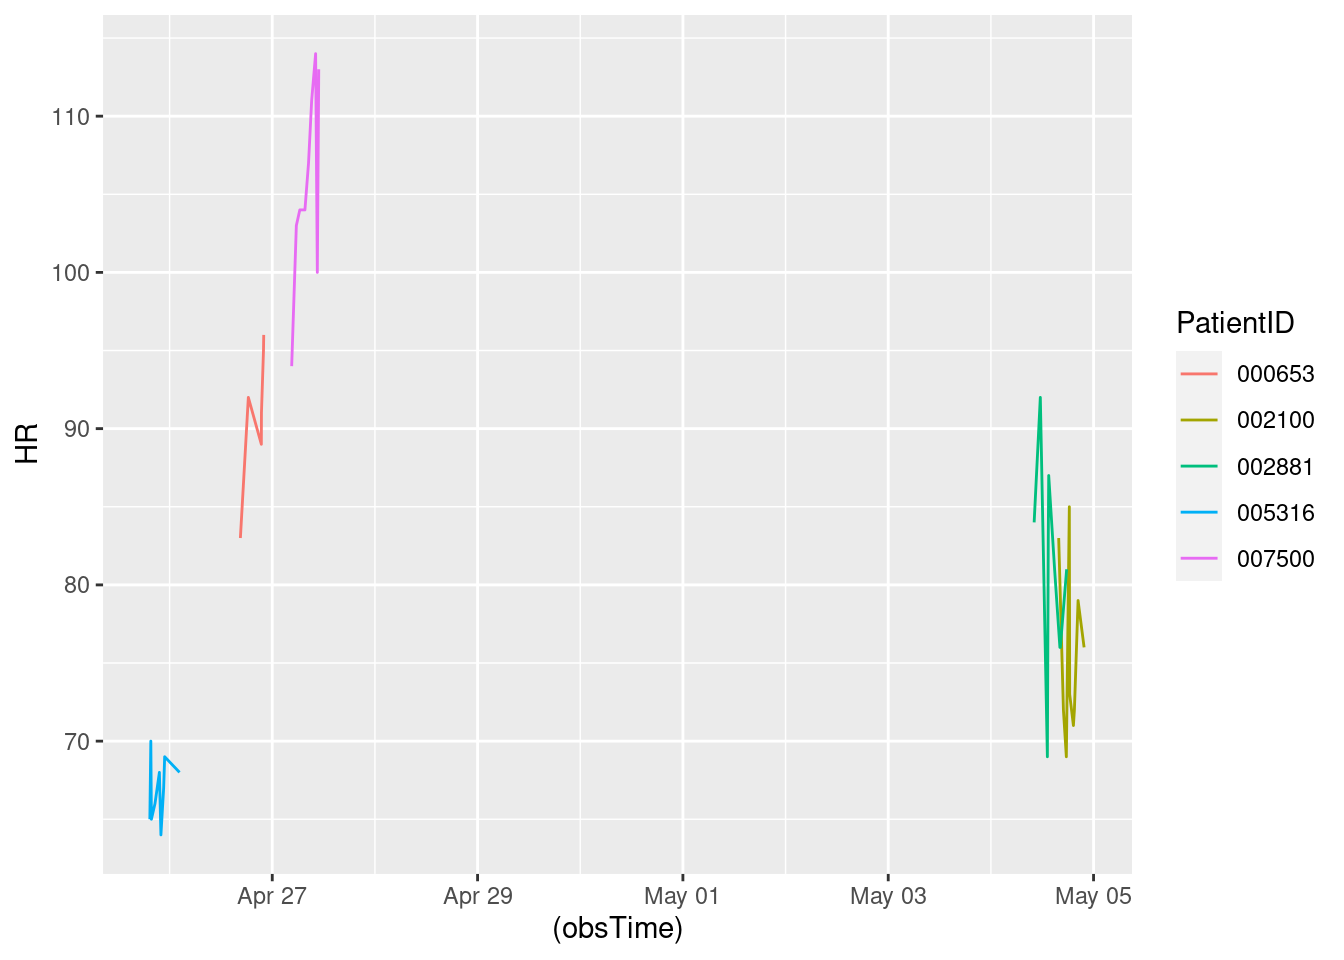 110
100
90
80
70
HR
Apr 27
Apr 29
May 01
May 03
May 05
(obsTime)
PatientID
000653
002100
002881
005316
007500